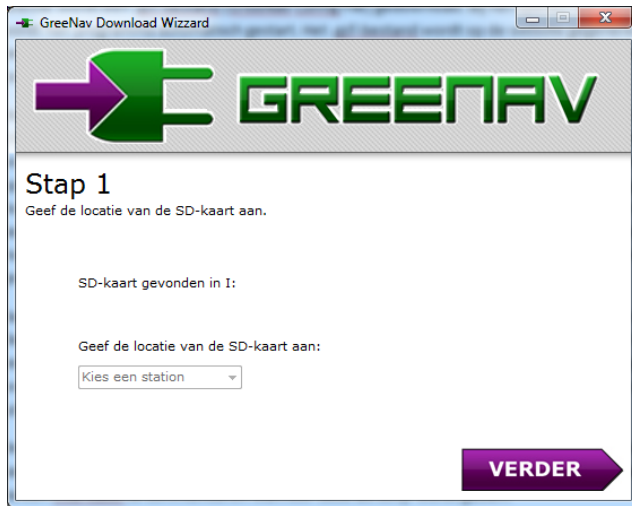 GreeNav Download Wizzard
GREENAV
Stap 1
Geef de locatie van de SD-kaart aan.
SD-kaart gevonden in I:
Geef de locatie van de SD-kaart aan:
Kies een station
VERDER